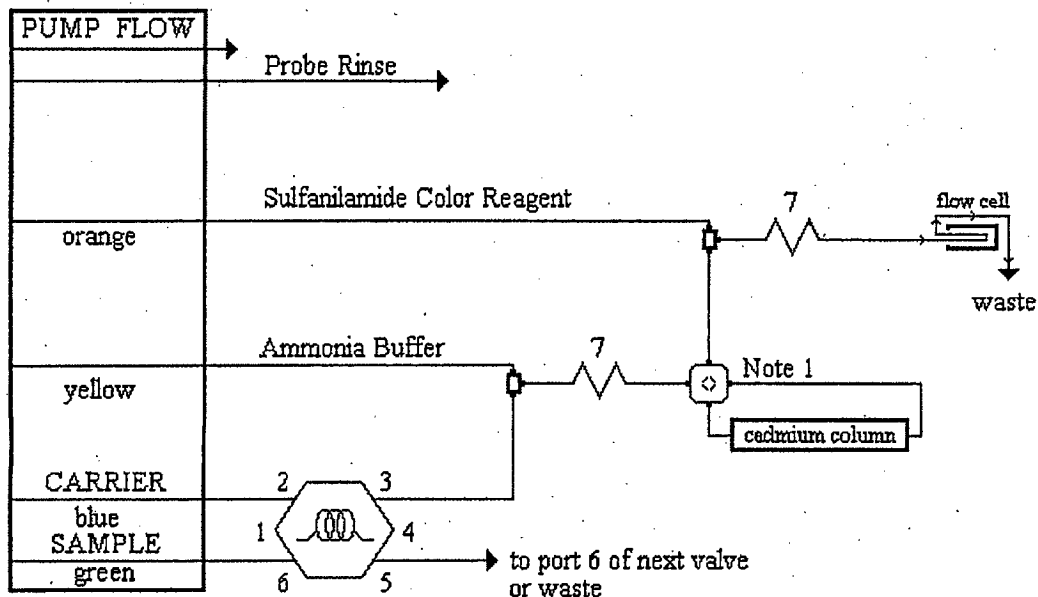 PUMP FLOW
Probe Rinse
Sulfanilamide Color Reagent
orange
7
flow cell
waste
Ammonia Buffer
yellow
7
Note 1
cadmium column
CARRIER
blue
SAMPLE
green
2
3
1
4
6
5
to port 6 of next valve
or waste